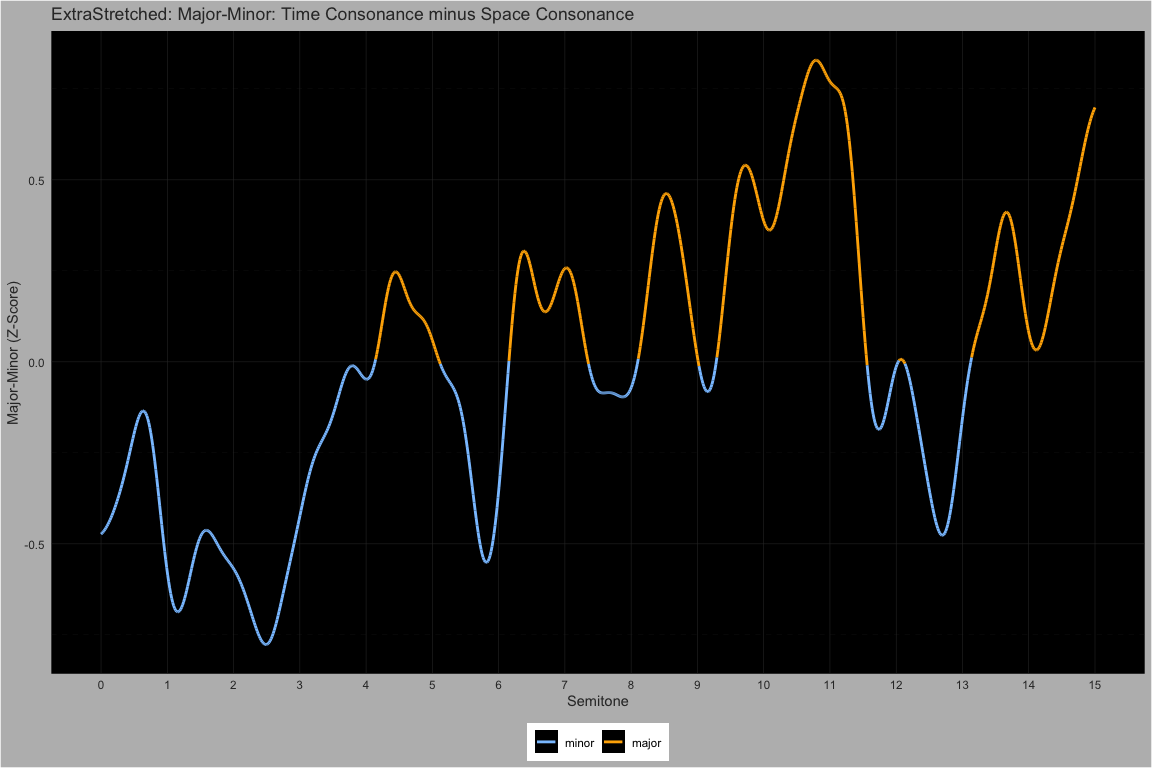 ExtraStretched: Major-Minor: Time Consonance minus Space Consonance
Major-Minor (Z-Score)
0.5
0.0
-0.5
0 1 2 3 4 5 6 7 8 9 10 11 12 13 14 15
Semitone
minor major